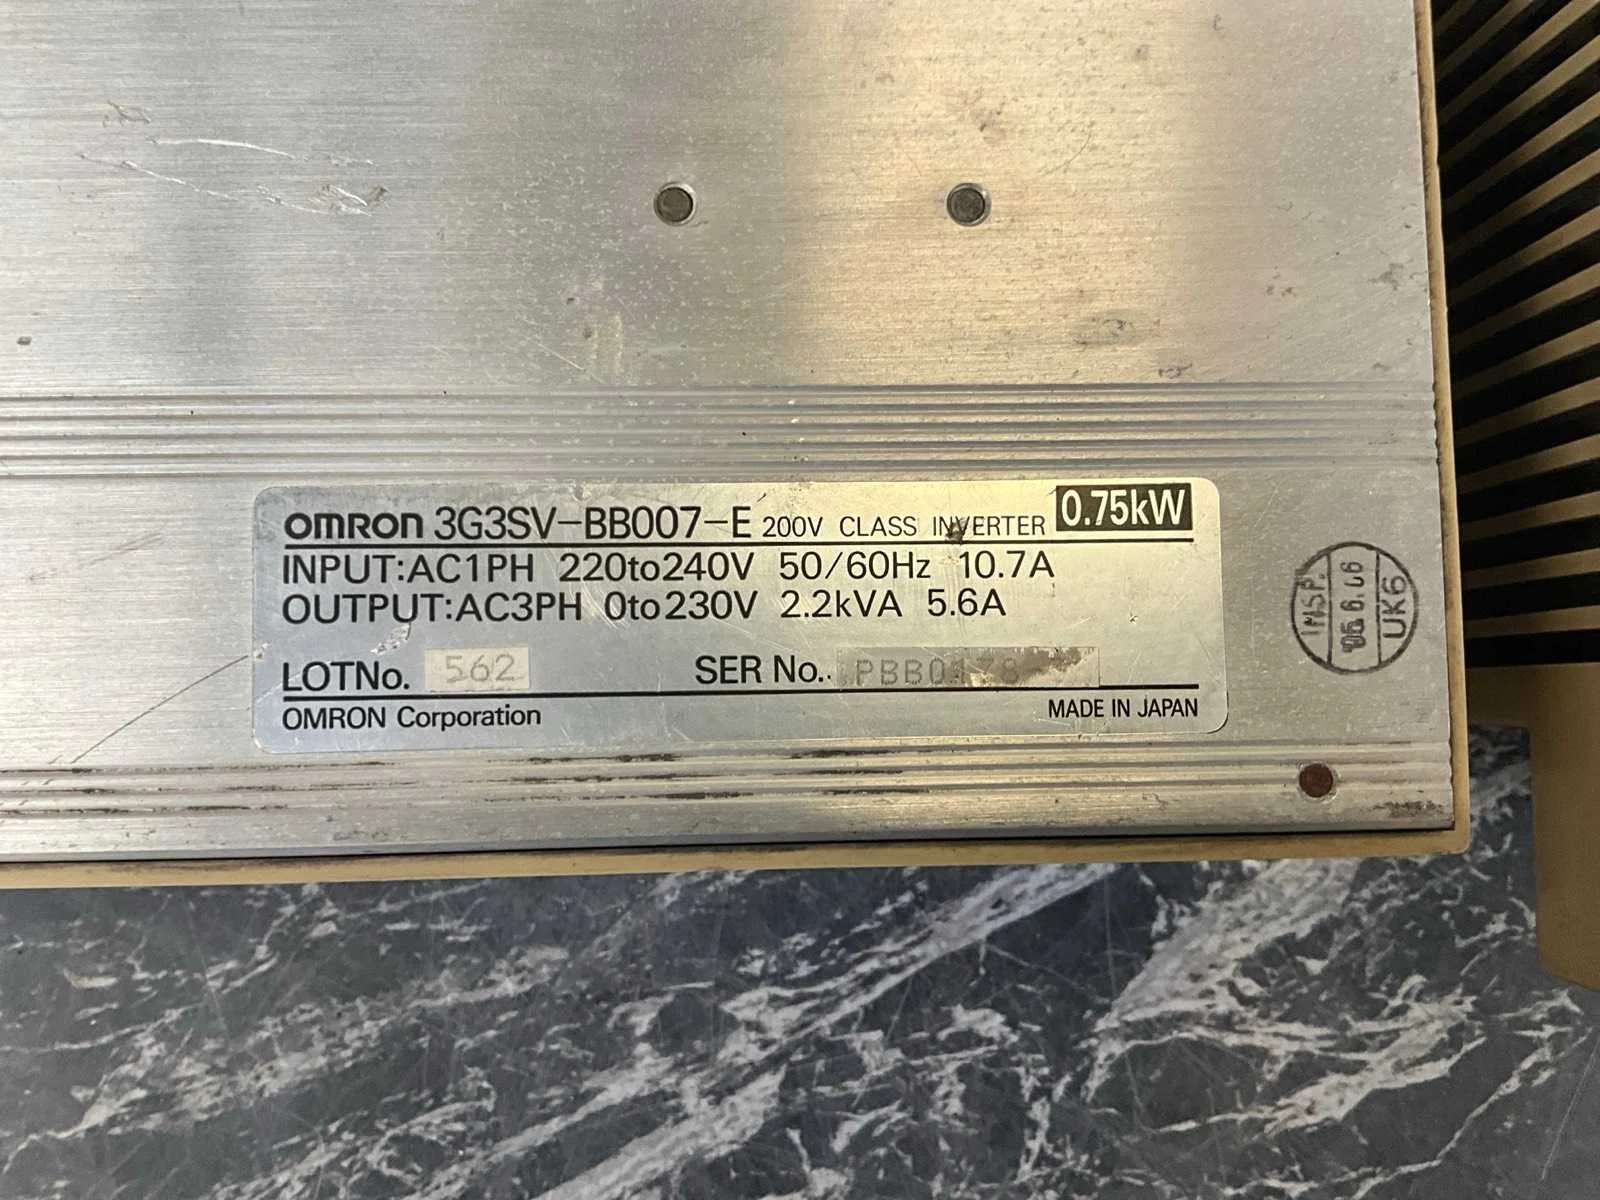 omron 3G3SV-BB007-E 200V CLASS INVERTER 0.75kW
INPUT:AC1PH 220to240V 50/60Hz 10.7A
OUTPUT:AC3PH 0to230V 2.2kVA 5.6A
LOTNo. 562 SER No.
OMRON Corporation MADE IN JAPAN
INSP.
UK6